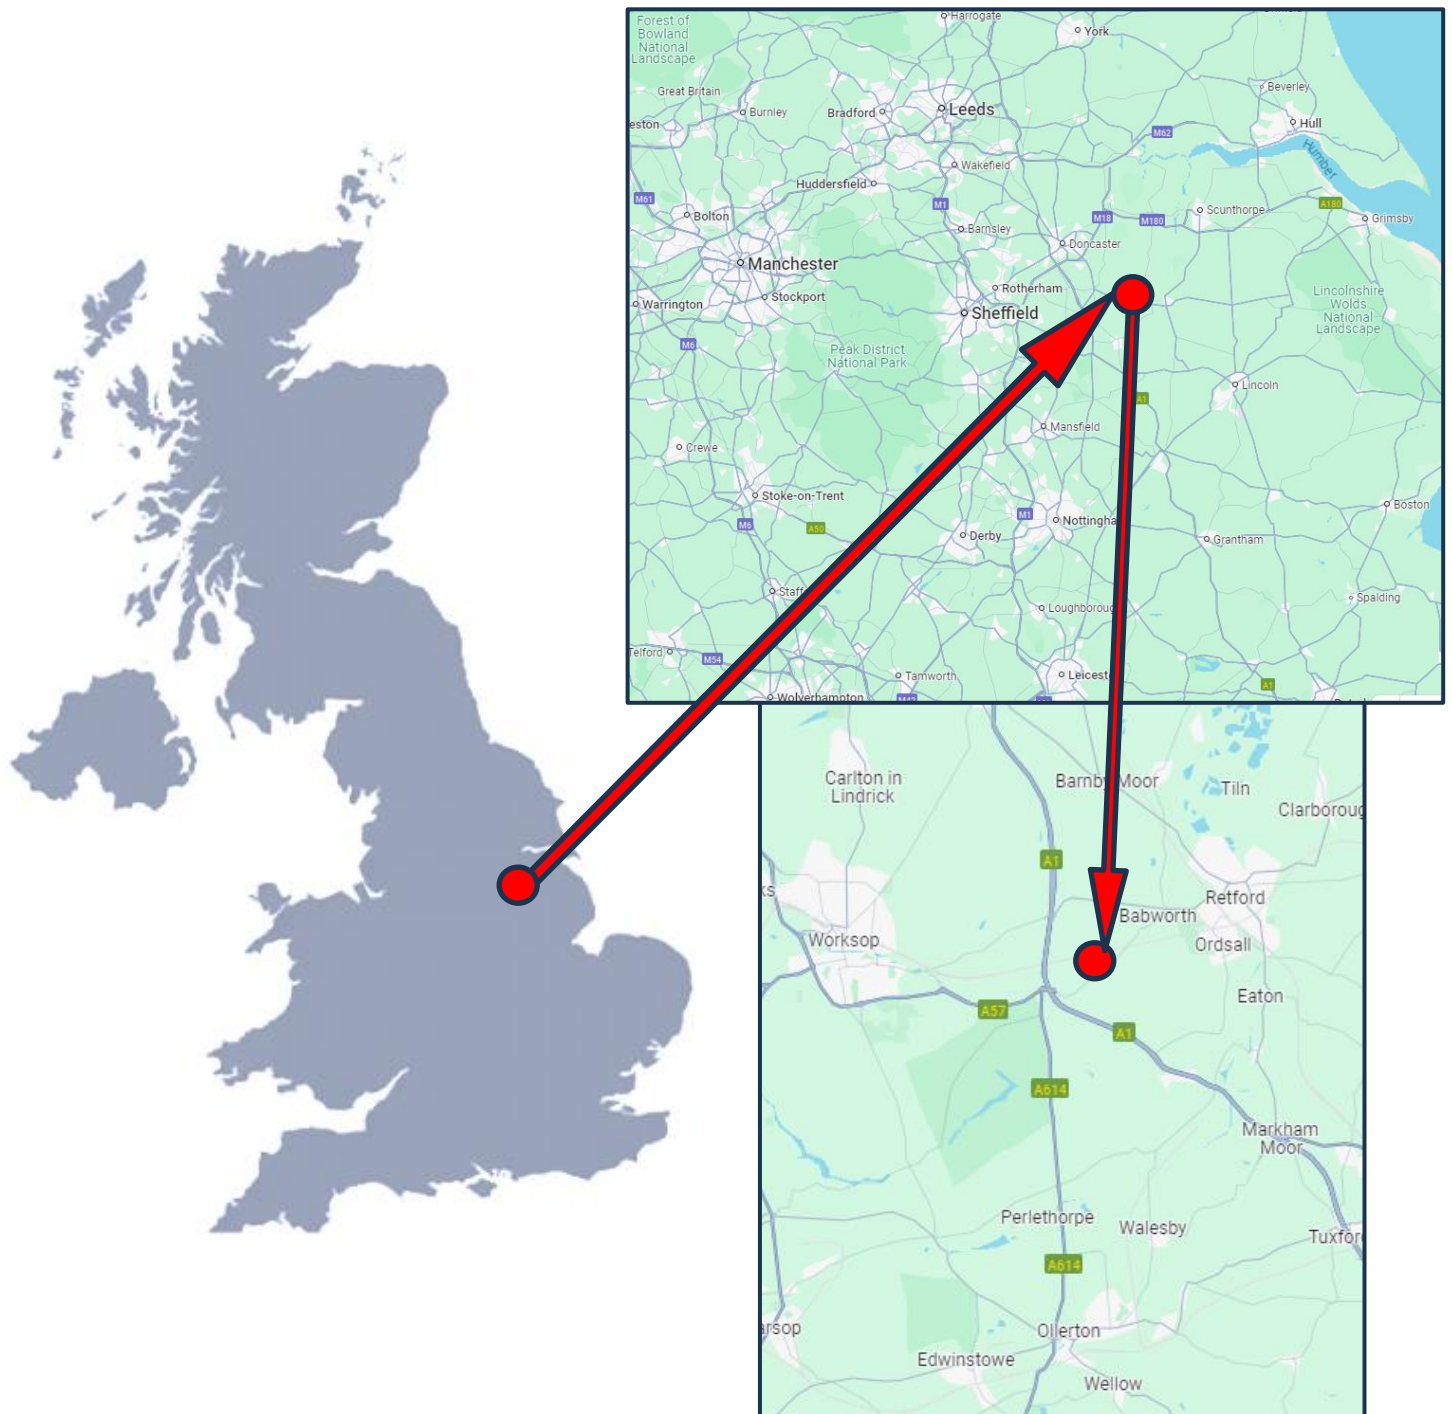 Harrogate
Forest of
Bowland
National
Landscape
York
Great Britain
Beverley
Burnley
Bradford
Leeds
eston
Hull
M62
Humber
Wakefield
Huddersfield
M61
M1
Bolton
Scunthorpe
A180
M18
M180
Grimsby
Barnsley
Doncaster
Manchester
Rotherham
Stockport
Warrington
Sheffield
Lincolnshire
Wolds
National
Landscape
M6
Peak District
National Park
Lincoln
A1
Mansfield
Crewe
Stoke-on-Trent
Boston
M6
A50
M1
Nottingha
Derby
Grantham
Staff
Spalding
Loughboroug
Telford
M54
Tamworth
Leicest
A1
Wolverhampton
M42
Carlton in
Lindrick
Barnby Moor
Tiln
Clarboroug
A1
ks
Retford
Babworth
Worksop
Ordsall
Eaton
A57
A1
A614
Markham
Moor
Perlethorpe
Walesby
Tuxfor
A614
arsop
Ollerton
Edwinstowe
Wellow